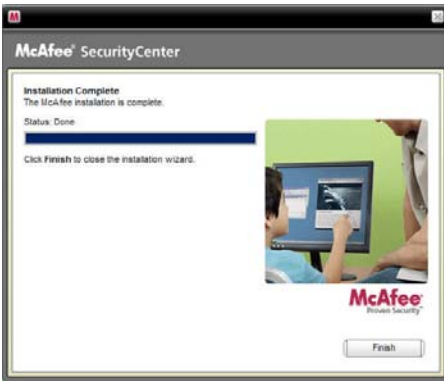 McAfee® SecurityCenter
Installation Complete
The McAfee installation is complete.
Status: Done
Click Finish to close the installation wizard.
McAfee®
Proven Security™
Finish